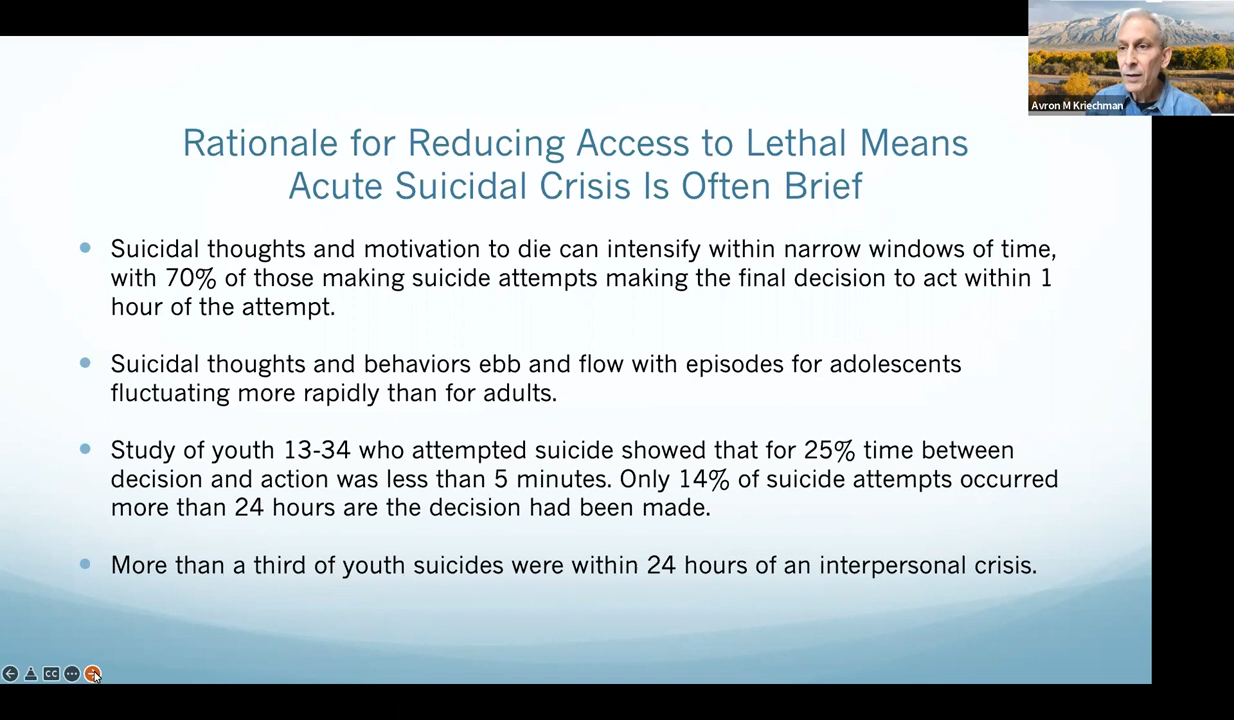 Avron M Kriechman
Rationale for Reducing Access to Lethal Means
Acute Suicidal Crisis Is Often Brief
Suicidal thoughts and motivation to die can intensify within narrow windows of time,
with 70% of those making suicide attempts making the final decision to act within 1
hour of the attempt.
Suicidal thoughts and behaviors ebb and flow with episodes for adolescents
fluctuating more rapidly than for adults.
Study of youth 13-34 who attempted suicide showed that for 25% time between
decision and action was less than 5 minutes. Only 14% of suicide attempts occurred
more than 24 hours are the decision had been made.
More than a third of youth suicides were within 24 hours of an interpersonal crisis.
CC